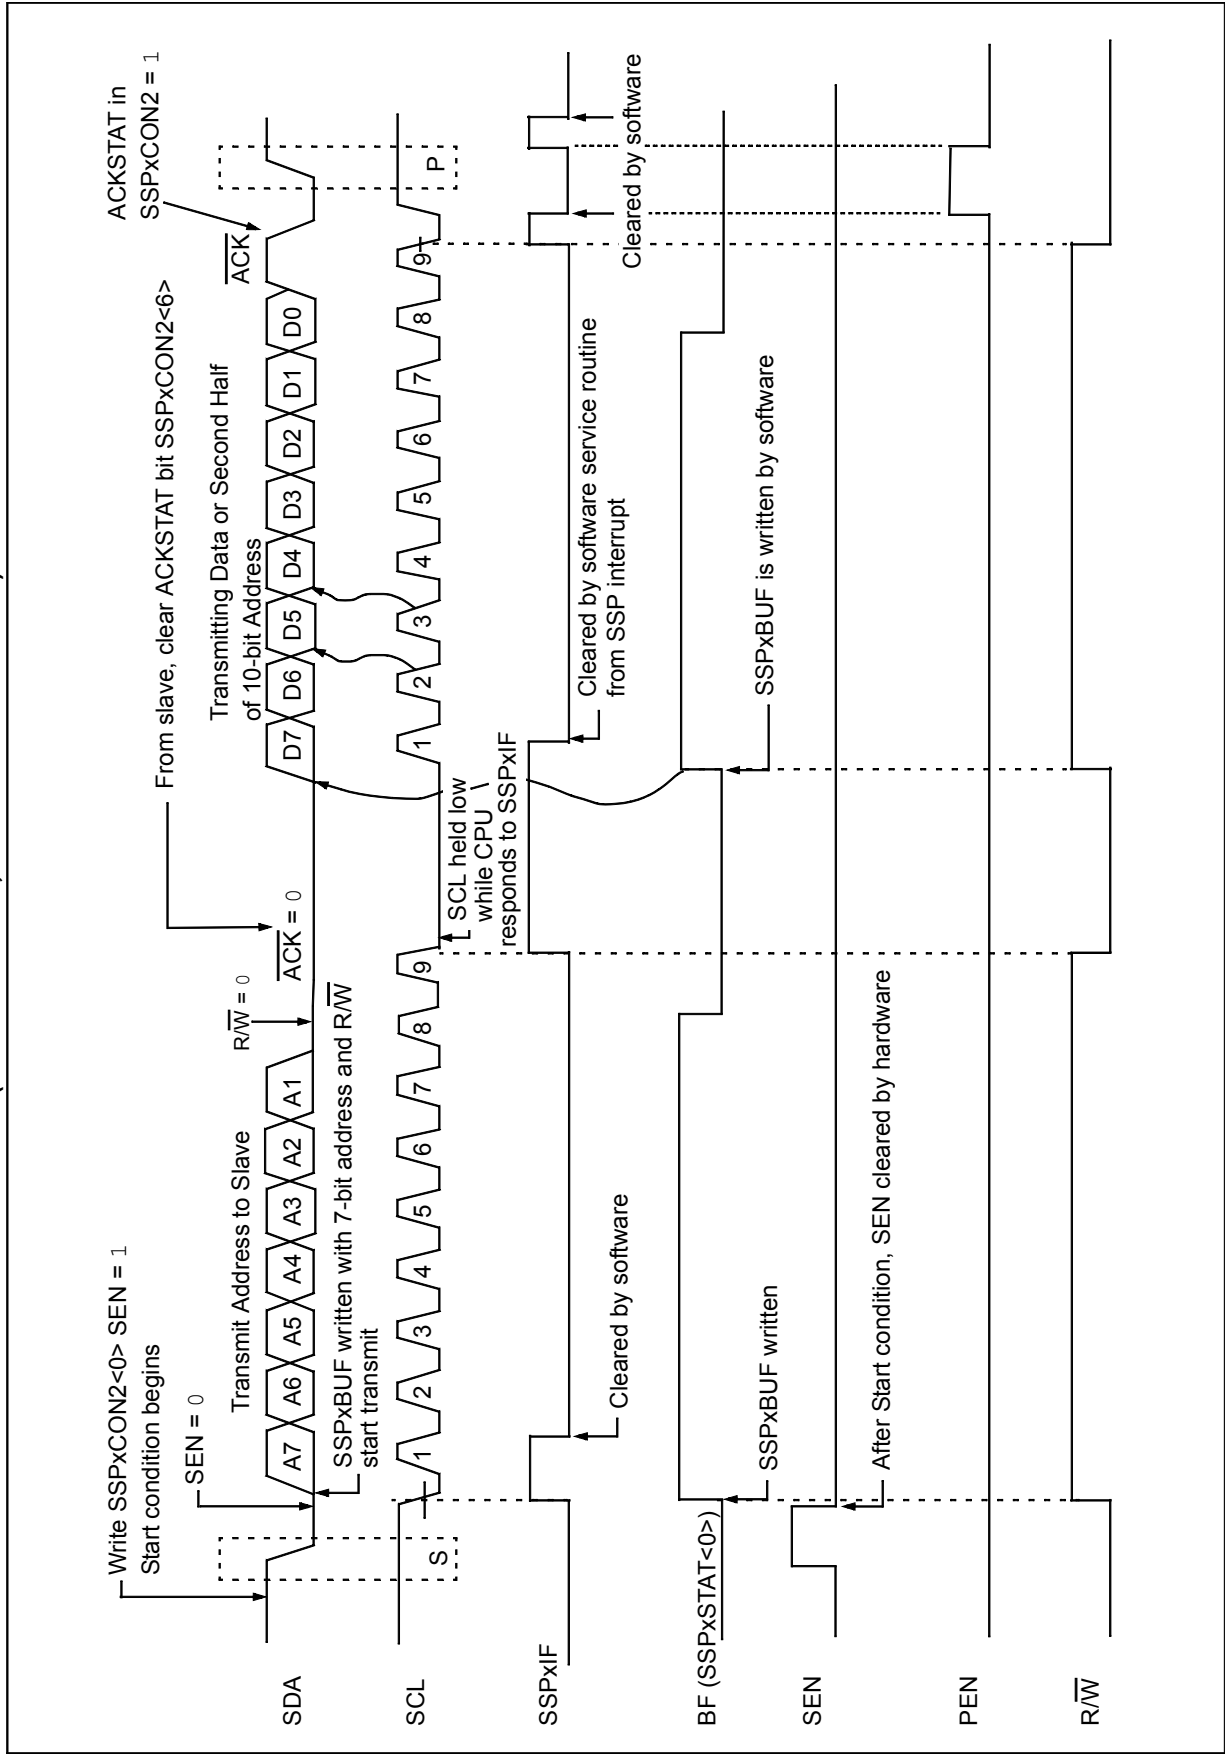 Write SSPxCON2<0> SEN = 1
Start condition begins
SEN = 0
From slave, clear ACKSTAT bit SSPxCON2<6>
ACKSTAT in
SSPxCON2 = 1
Transmit Address to Slave
R/W = 0
ACK = 0
Transmitting Data or Second Half
of 10-bit Address
ACK
SDA
A7 A6 A5 A4 A3 A2 A1
D7 D6 D5 D4 D3 D2 D1 D0
SSPxBUF written with 7-bit address and R/W
start transmit
SCL
S
1 2 3 4 5 6 7 8 9
1 2 3 4 5 6 7 8 9
P
SCL held low
while CPU
responds to SSPxIF
SSPxIF
Cleared by software
Cleared by software service routine
from SSP interrupt
Cleared by software
Cleared by software
BF (SSPxSTAT<0>)
SSPxBUF written
SSPxBUF is written by software
SEN
After Start condition, SEN cleared by hardware
PEN
R/W